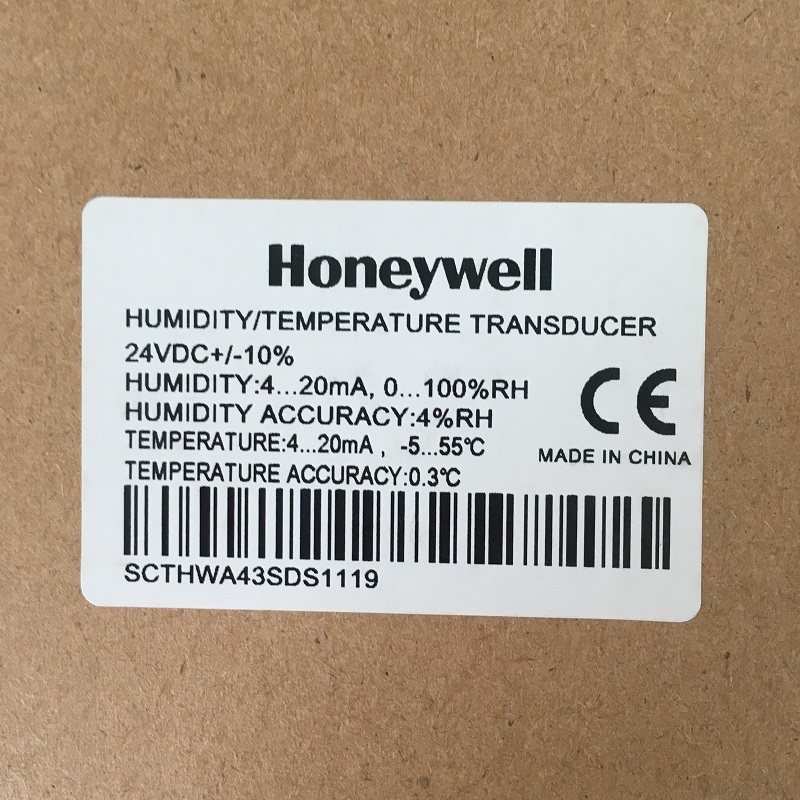 Honeywell
HUMIDITY/TEMPERATURE TRANSDUCER
24VDC+/-10%
HUMIDITY:4...20mA, 0...100%RH
HUMIDITY ACCURACY:4%RH
TEMPERATURE:4...20mA , -5...55℃
TEMPERATURE ACCURACY:0.3℃
CE
MADE IN CHINA
SCTHWA43SDS1119